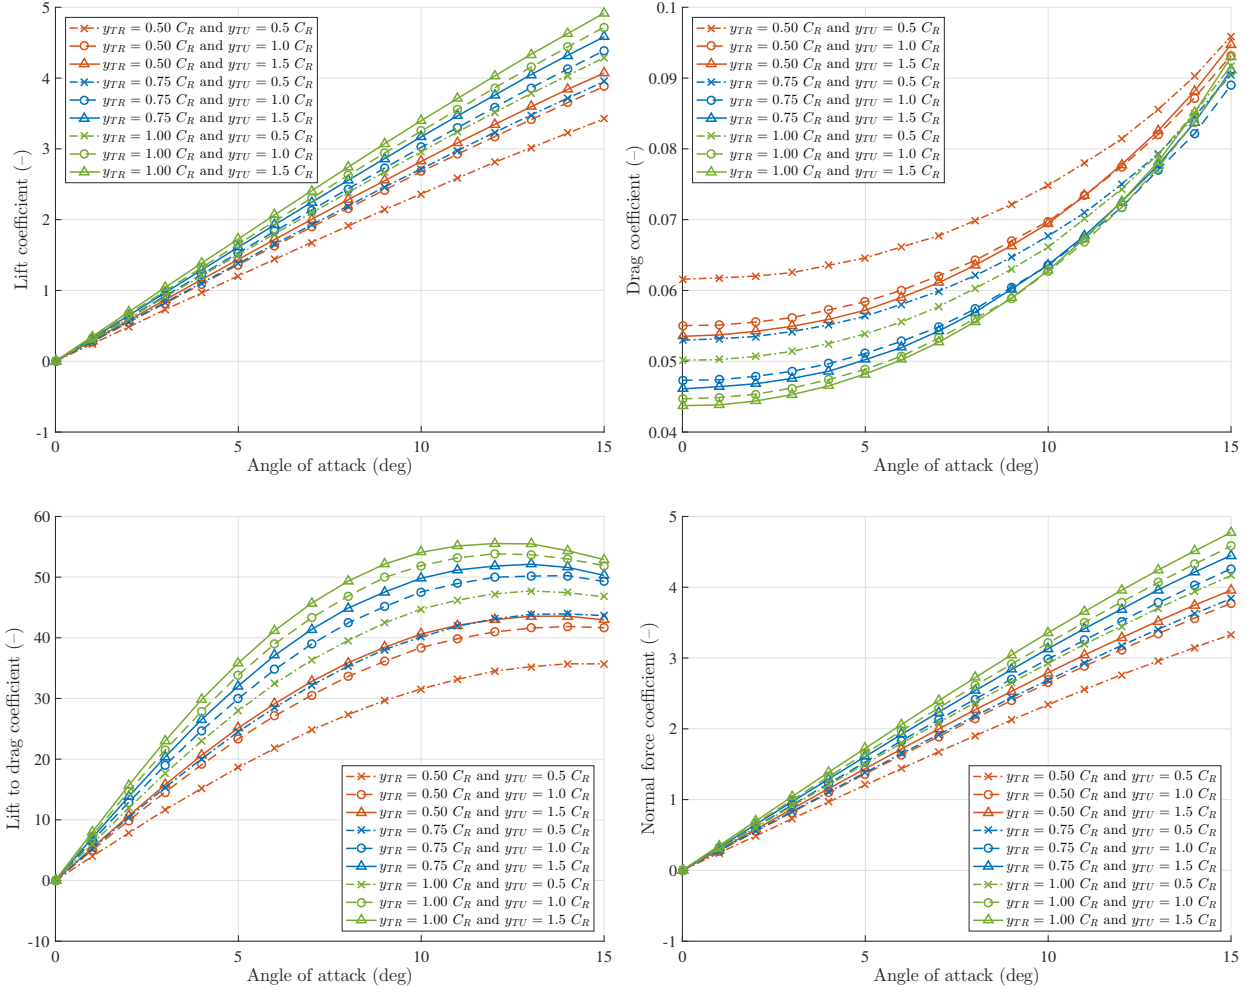 5
4
3
2
1
0
-1
0
5
10
15
Lift coefficient (−)
Angle of attack (deg)
y_TR = 0.50 C_R and y_TU = 0.5 C_R
y_TR = 0.50 C_R and y_TU = 1.0 C_R
y_TR = 0.50 C_R and y_TU = 1.5 C_R
y_TR = 0.75 C_R and y_TU = 0.5 C_R
y_TR = 0.75 C_R and y_TU = 1.0 C_R
y_TR = 0.75 C_R and y_TU = 1.5 C_R
y_TR = 1.00 C_R and y_TU = 0.5 C_R
y_TR = 1.00 C_R and y_TU = 1.0 C_R
y_TR = 1.00 C_R and y_TU = 1.5 C_R
0.1
0.09
0.08
0.07
0.06
0.05
0.04
0
5
10
15
Drag coefficient (−)
Angle of attack (deg)
y_TR = 0.50 C_R and y_TU = 0.5 C_R
y_TR = 0.50 C_R and y_TU = 1.0 C_R
y_TR = 0.50 C_R and y_TU = 1.5 C_R
y_TR = 0.75 C_R and y_TU = 0.5 C_R
y_TR = 0.75 C_R and y_TU = 1.0 C_R
y_TR = 0.75 C_R and y_TU = 1.5 C_R
y_TR = 1.00 C_R and y_TU = 0.5 C_R
y_TR = 1.00 C_R and y_TU = 1.0 C_R
y_TR = 1.00 C_R and y_TU = 1.5 C_R
60
50
40
30
20
10
0
-10
0
5
10
15
Lift to drag coefficient (−)
Angle of attack (deg)
y_TR = 0.50 C_R and y_TU = 0.5 C_R
y_TR = 0.50 C_R and y_TU = 1.0 C_R
y_TR = 0.50 C_R and y_TU = 1.5 C_R
y_TR = 0.75 C_R and y_TU = 0.5 C_R
y_TR = 0.75 C_R and y_TU = 1.0 C_R
y_TR = 0.75 C_R and y_TU = 1.5 C_R
y_TR = 1.00 C_R and y_TU = 0.5 C_R
y_TR = 1.00 C_R and y_TU = 1.0 C_R
y_TR = 1.00 C_R and y_TU = 1.5 C_R
5
4
3
2
1
0
-1
0
5
10
15
Normal force coefficient (−)
Angle of attack (deg)
y_TR = 0.50 C_R and y_TU = 0.5 C_R
y_TR = 0.50 C_R and y_TU = 1.0 C_R
y_TR = 0.50 C_R and y_TU = 1.5 C_R
y_TR = 0.75 C_R and y_TU = 0.5 C_R
y_TR = 0.75 C_R and y_TU = 1.0 C_R
y_TR = 0.75 C_R and y_TU = 1.5 C_R
y_TR = 1.00 C_R and y_TU = 0.5 C_R
y_TR = 1.00 C_R and y_TU = 1.0 C_R
y_TR = 1.00 C_R and y_TU = 1.5 C_R